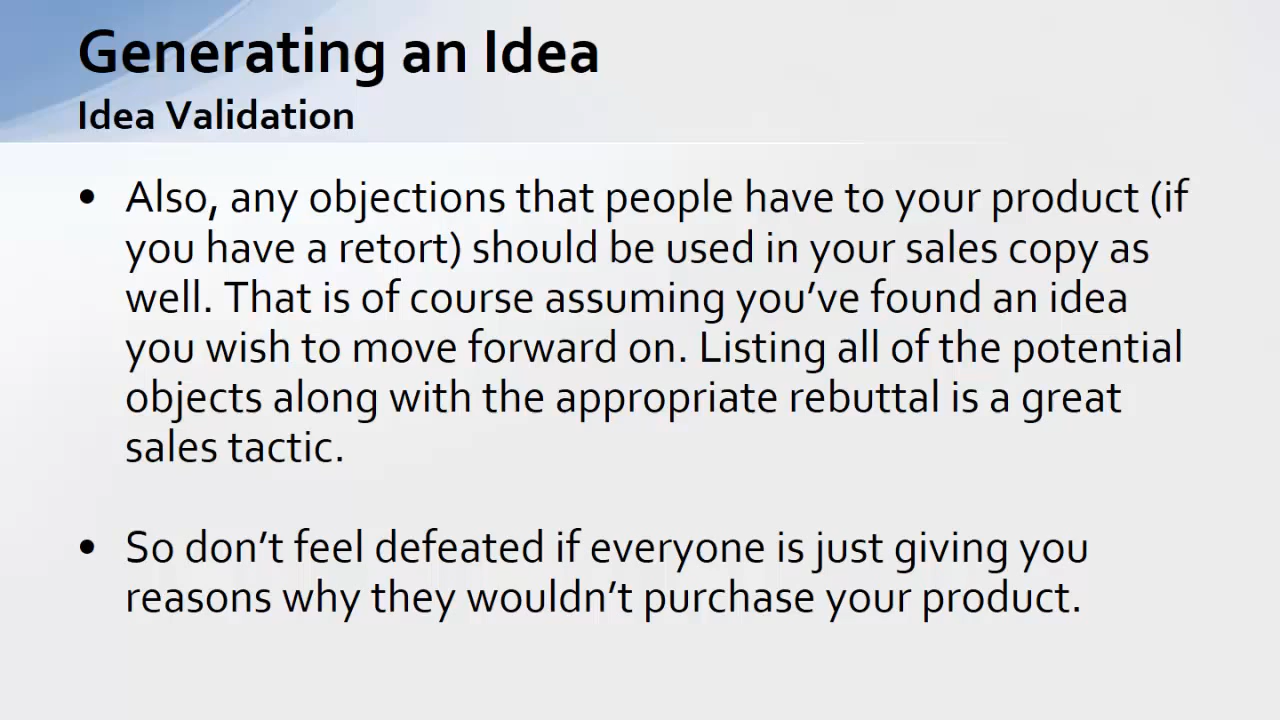 Generating an Idea
Idea Validation
• Also, any objections that people have to your product (if
you have a retort) should be used in your sales copy as
well. That is of course assuming you’ve found an idea
you wish to move forward on. Listing all of the potential
objects along with the appropriate rebuttal is a great
sales tactic.
• So don’t feel defeated if everyone is just giving you
reasons why they wouldn’t purchase your product.